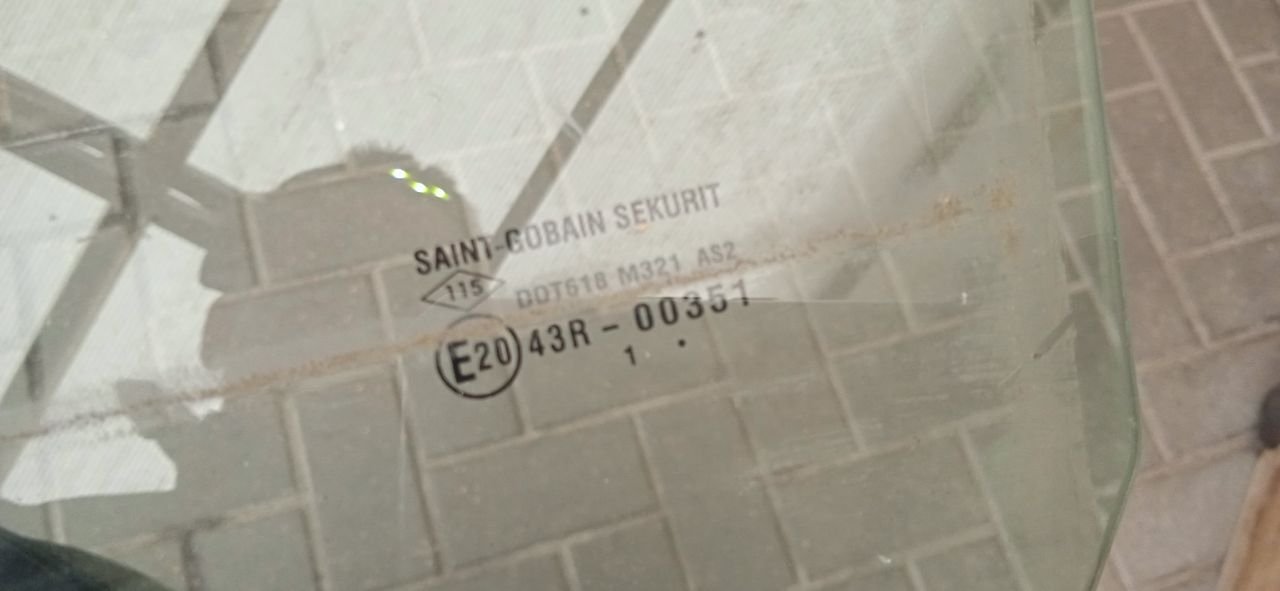 SAINT-GOBAIN SEKURIT
115 DOT618 M321 AS2
E20 43R - 00351
1 .